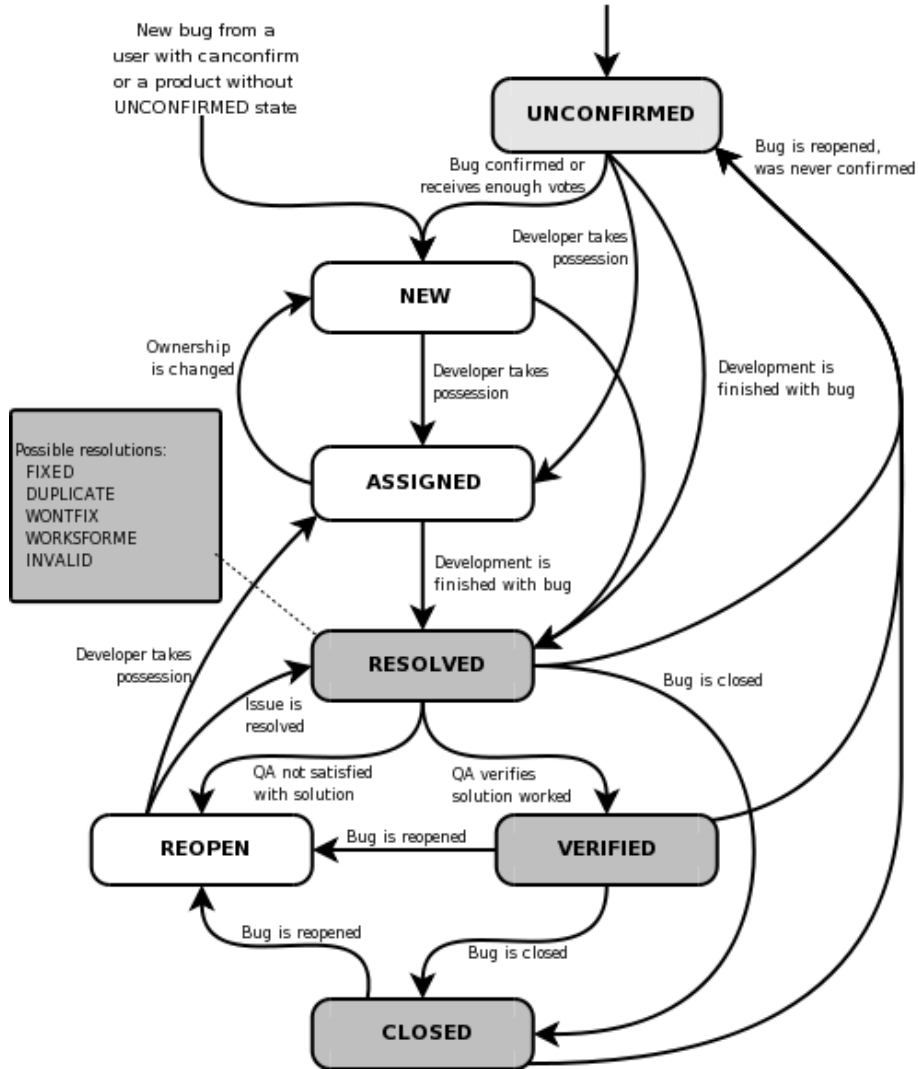 New bug from a
user with canconfirm
or a product without
UNCONFIRMED state
UNCONFIRMED
Bug is reopened,
was never confirmed
Bug confirmed or
receives enough votes
Developer takes
possession
NEW
Ownership
is changed
Developer takes
possession
Development is
finished with bug
Possible resolutions:
FIXED
DUPLICATE
WONTFIX
WORKSFORME
INVALID
ASSIGNED
Development is
finished with bug
RESOLVED
Developer takes
possession
Bug is closed
Issue is
resolved
QA not satisfied
with solution
QA verifies
solution worked
REOPEN
Bug is reopened
VERIFIED
Bug is reopened
Bug is closed
CLOSED